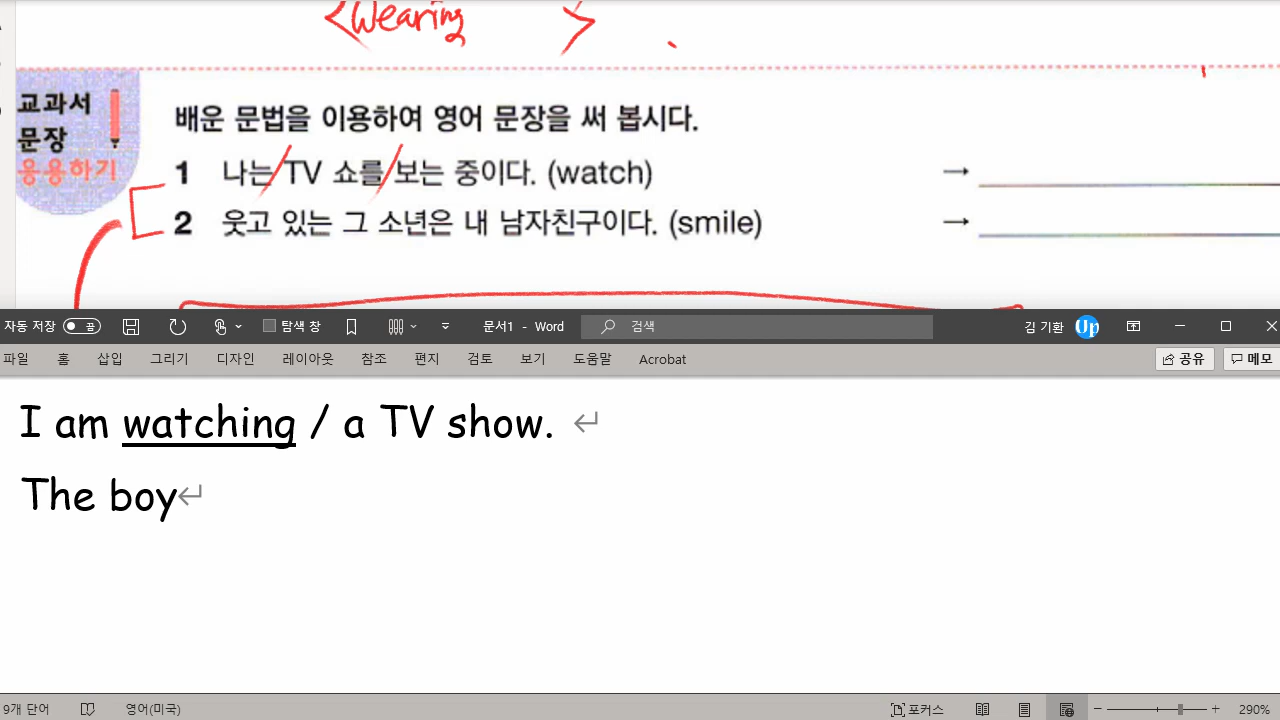 <Wearing >.
교과서
문장
응용하기
배운 문법을 이용하여 영어 문장을 써 봅시다.
1 나는/TV 쇼를/보는 중이다. (watch) →
2 웃고 있는 그 소년은 내 남자친구이다. (smile) →
자동 저장 끔 탐색 창 문서1 - Word 검색 김 기환 Up
파일 홈 삽입 그리기 디자인 레이아웃 참조 편지 검토 보기 도움말 Acrobat 공유 메모
I am watching / a TV show. ↵
The boy↵
9개 단어 영어(미국) 포커스 − + 290%